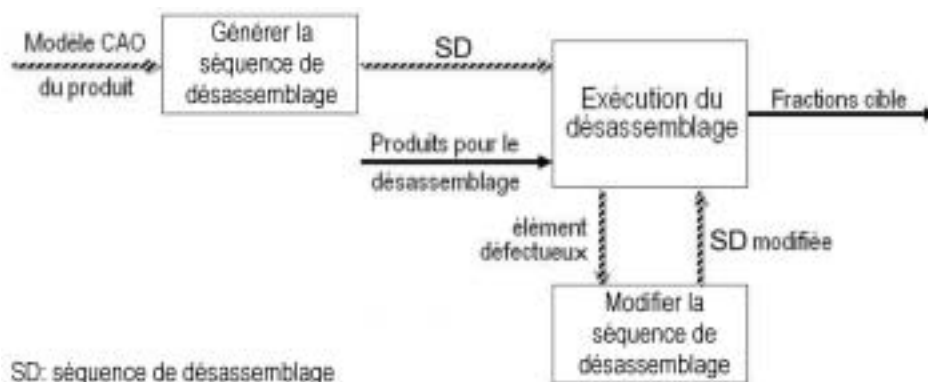 Modèle CAO
du produit
Générer la
séquence de
désassemblage
SD
Exécution du
désassemblage
Fractions cible
Produits pour le
désassemblage
élément
défectueux
SD modifiée
Modifier la
séquence de
désassemblage
SD: séquence de désassemblage